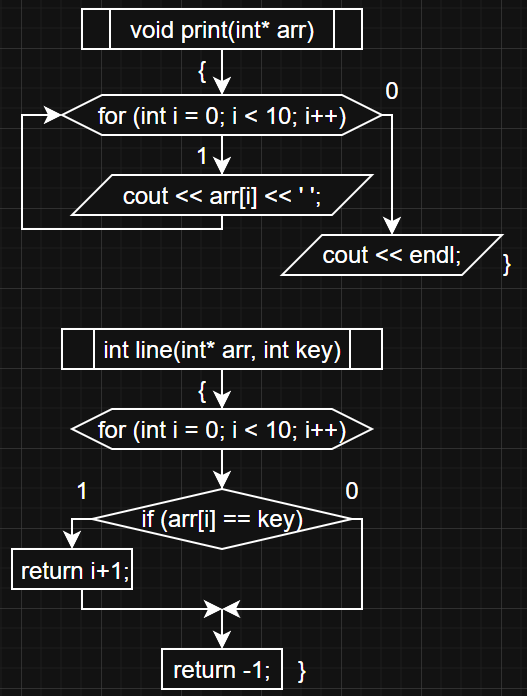 void print(int* arr)
{
0
for (int i = 0; i < 10; i++)
1
cout << arr[i] << ' ';
cout << endl;
}
int line(int* arr, int key)
{
for (int i = 0; i < 10; i++)
1
0
if (arr[i] == key)
return i+1;
return -1;
}